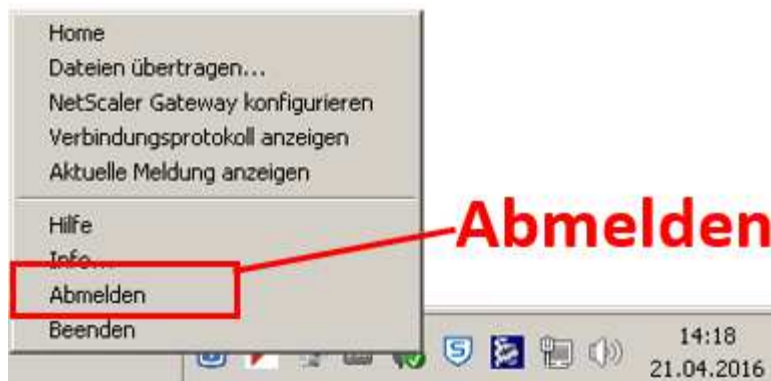 Home
Dateien übertragen...
NetScaler Gateway konfigurieren
Verbindungsprotokoll anzeigen
Aktuelle Meldung anzeigen
Hilfe
Info...
Abmelden
Beenden
Abmelden
14:18
21.04.2016